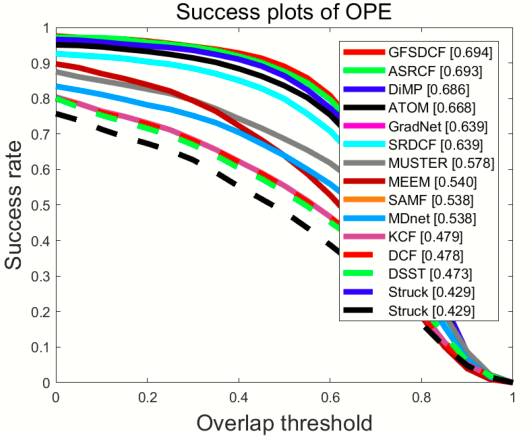 Success plots of OPE
1
0.9
0.8
0.7
0.6
0.5
0.4
0.3
0.2
0.1
0
Success rate
GFSDCF [0.694]
ASRCF [0.693]
DiMP [0.686]
ATOM [0.668]
GradNet [0.639]
SRDCF [0.639]
MUSTER [0.578]
MEEM [0.540]
SAMF [0.538]
MDnet [0.538]
KCF [0.479]
DCF [0.478]
DSST [0.473]
Struck [0.429]
Struck [0.429]
0 0.2 0.4 0.6 0.8 1
Overlap threshold